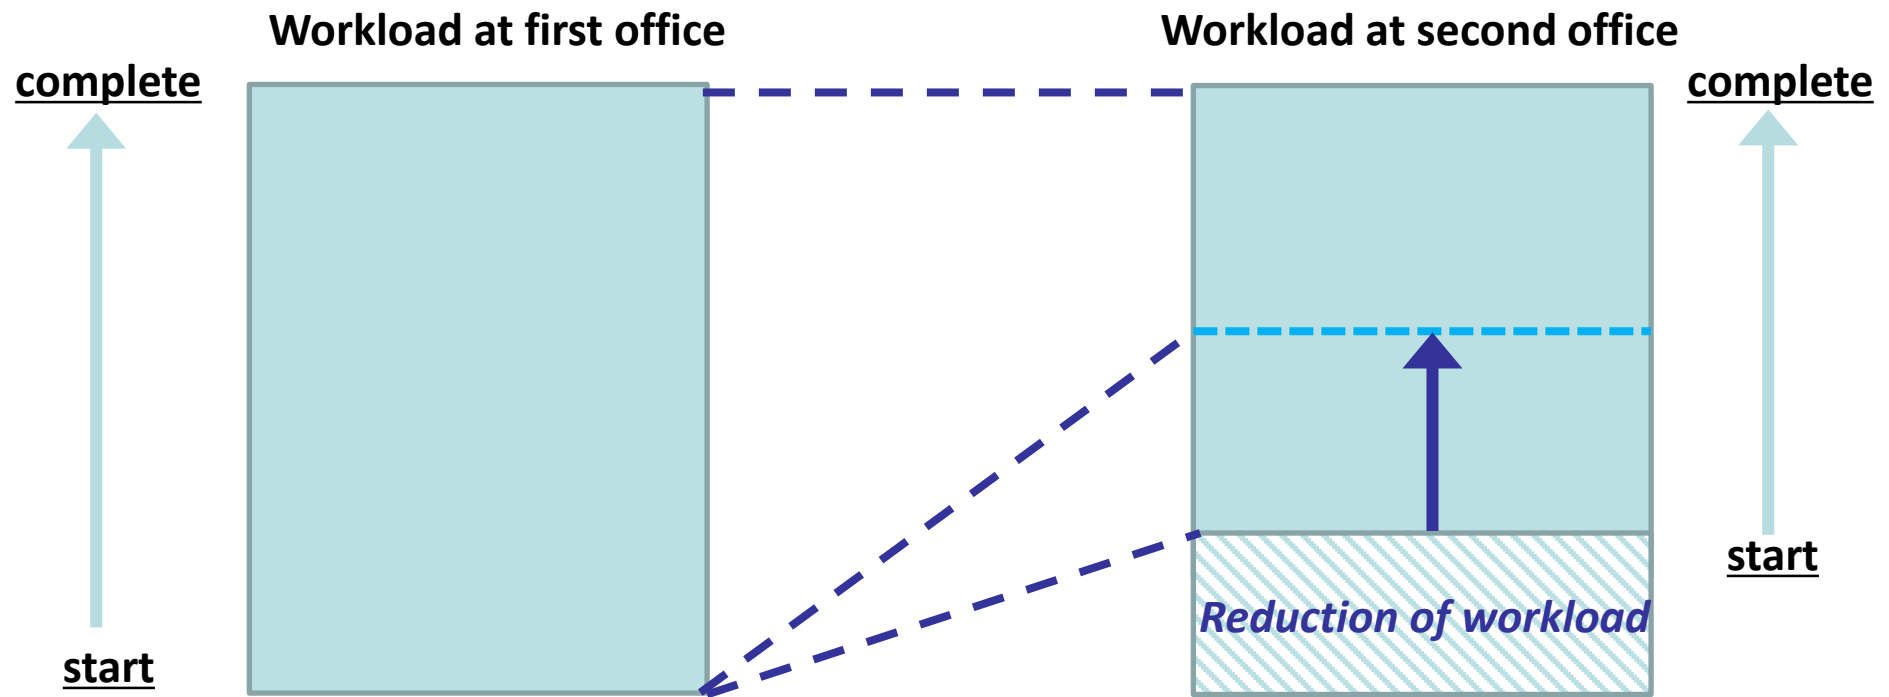 Workload at first office
Workload at second office
complete
complete
start
Reduction of workload
start